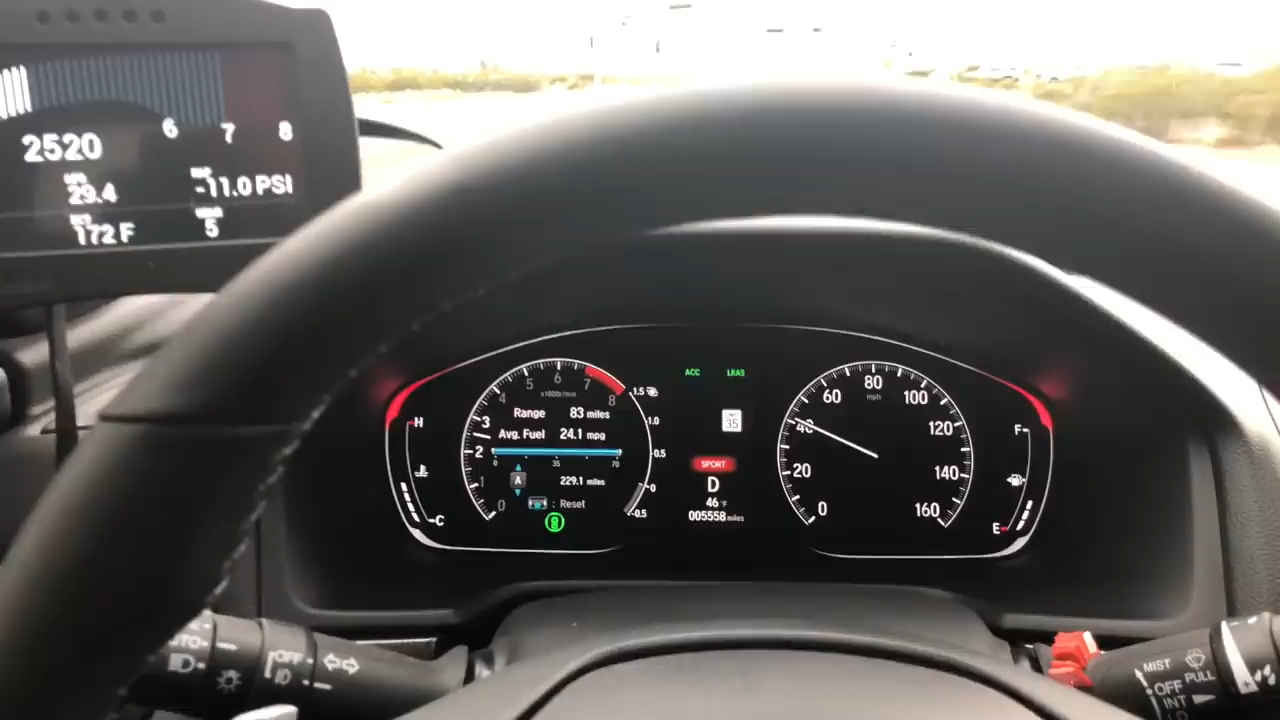 6 7 8
2520
29.4
-11.0 PSI
172 F
5
4 5 6 7 8
x1000r/min
3
2
1
0
Range 83 miles
Avg. Fuel 24.1 mpg
0 35 70
A
229.1 miles
: Reset
1.5
1.0
0.5
0
-0.5
H
C
ACC LKAS
LIMIT
35
SPORT
D
46 °F
005558 miles
0 20 40 60 80 100 120 140 160
mph
F
E
AUTO
OFF
MIST
OFF PULL
INT
LO